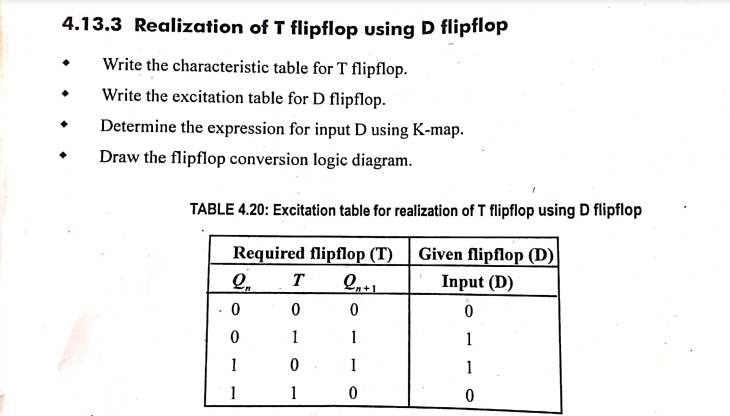 4.13.3 Realization of T flipflop using D flipflop
• Write the characteristic table for T flipflop.
• Write the excitation table for D flipflop.
• Determine the expression for input D using K-map.
• Draw the flipflop conversion logic diagram.
TABLE 4.20: Excitation table for realization of T flipflop using D flipflop
Required flipflop (T) Given flipflop (D)
Qn T Qn+1 Input (D)
0 0 0 0
0 1 1 1
1 0 1 1
1 1 0 0